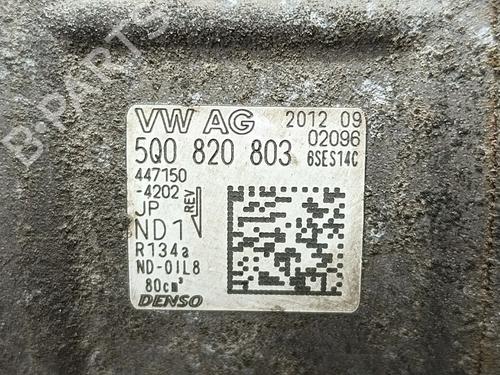 B-PARTS
VW AG 2012 09
02096
5Q0 820 803 6SES14C
447150
-4202
JP
REV
ND1
R134a
ND-OIL8
80cm³
DENSO